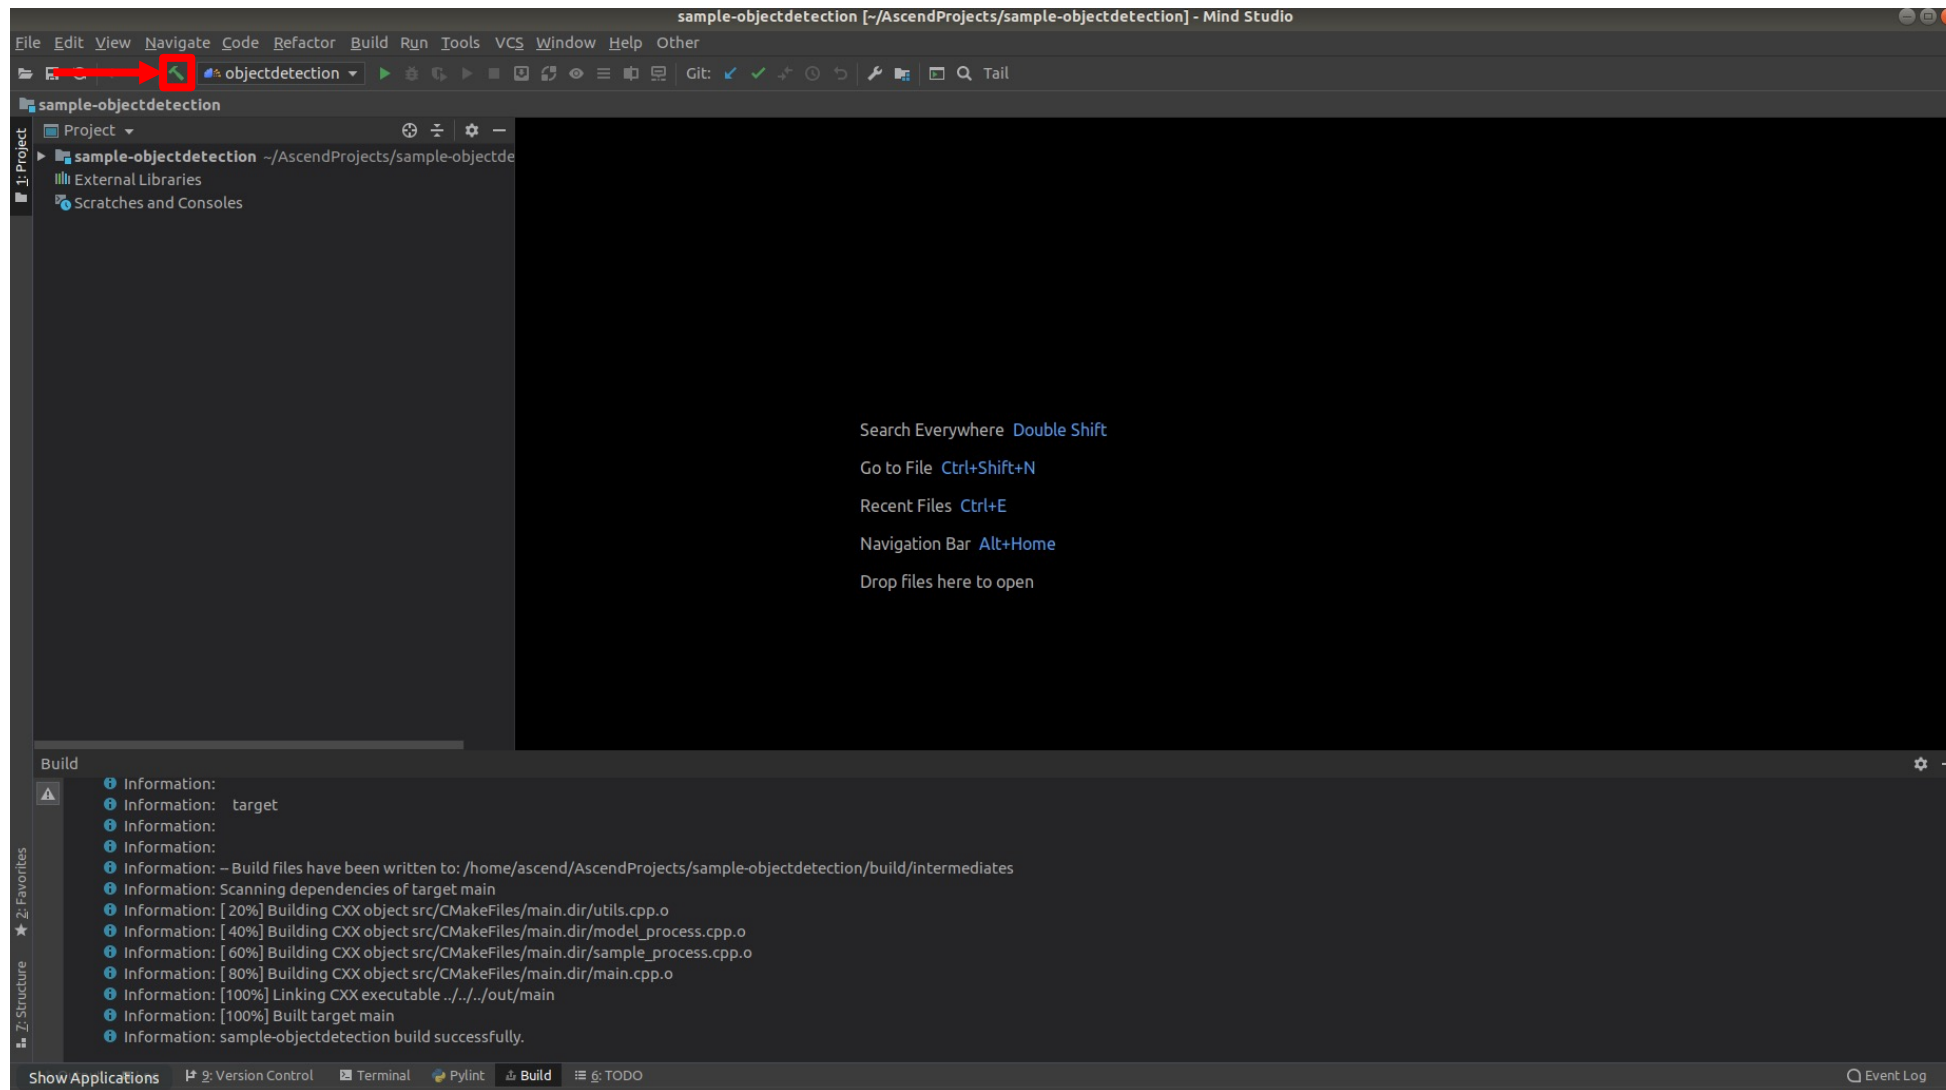 sample-objectdetection [~/AscendProjects/sample-objectdetection] - Mind Studio
File Edit View Navigate Code Refactor Build Run Tools VCS Window Help Other
objectdetection Git: Tail
sample-objectdetection
Project
1: Project
sample-objectdetection ~/AscendProjects/sample-objectde
External Libraries
Scratches and Consoles
Search Everywhere Double Shift
Go to File Ctrl+Shift+N
Recent Files Ctrl+E
Navigation Bar Alt+Home
Drop files here to open
Build
Information:
Information: target
Information:
Information:
Information: -- Build files have been written to: /home/ascend/AscendProjects/sample-objectdetection/build/intermediates
Information: Scanning dependencies of target main
Information: [ 20%] Building CXX object src/CMakeFiles/main.dir/utils.cpp.o
Information: [ 40%] Building CXX object src/CMakeFiles/main.dir/model_process.cpp.o
Information: [ 60%] Building CXX object src/CMakeFiles/main.dir/sample_process.cpp.o
Information: [ 80%] Building CXX object src/CMakeFiles/main.dir/main.cpp.o
Information: [100%] Linking CXX executable ../../../out/main
Information: [100%] Built target main
Information: sample-objectdetection build successfully.
2: Favorites
7: Structure
Show Applications 9: Version Control Terminal Pylint Build 6: TODO Event Log